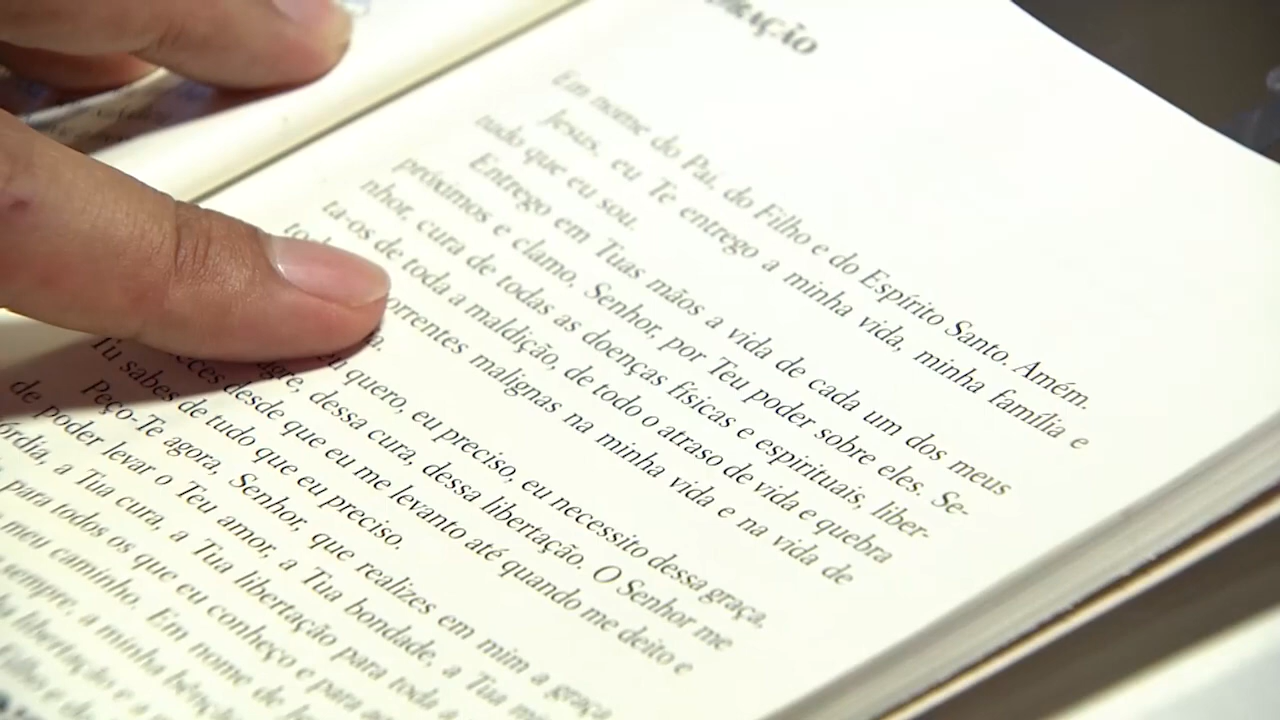 ORAÇÃO
Em nome do Pai, do Filho e do Espírito Santo. Amém.
Jesus, eu Te entrego a minha vida, minha família e
tudo que eu sou.
Entrego em Tuas mãos a vida de cada um dos meus
próximos e clamo, Senhor, por Teu poder sobre eles. Se-
nhor, cura de todas as doenças físicas e espirituais, liber-
ta-os de toda a maldição, de todo o atraso de vida e quebra
correntes malignas na minha vida e na vida de
eu quero, eu preciso, eu necessito dessa graça,
dessa cura, dessa libertação. O Senhor me
desde que eu me levanto até quando me deito e
Tu sabes de tudo que eu preciso.
Peço-Te agora, Senhor, que realizes em mim a graça
de poder levar o Teu amor, a Tua bondade, a Tua
a Tua cura, a Tua libertação para toda a
para todos os que eu conheço e para
meu caminho. Em nome de
sempre, a minha